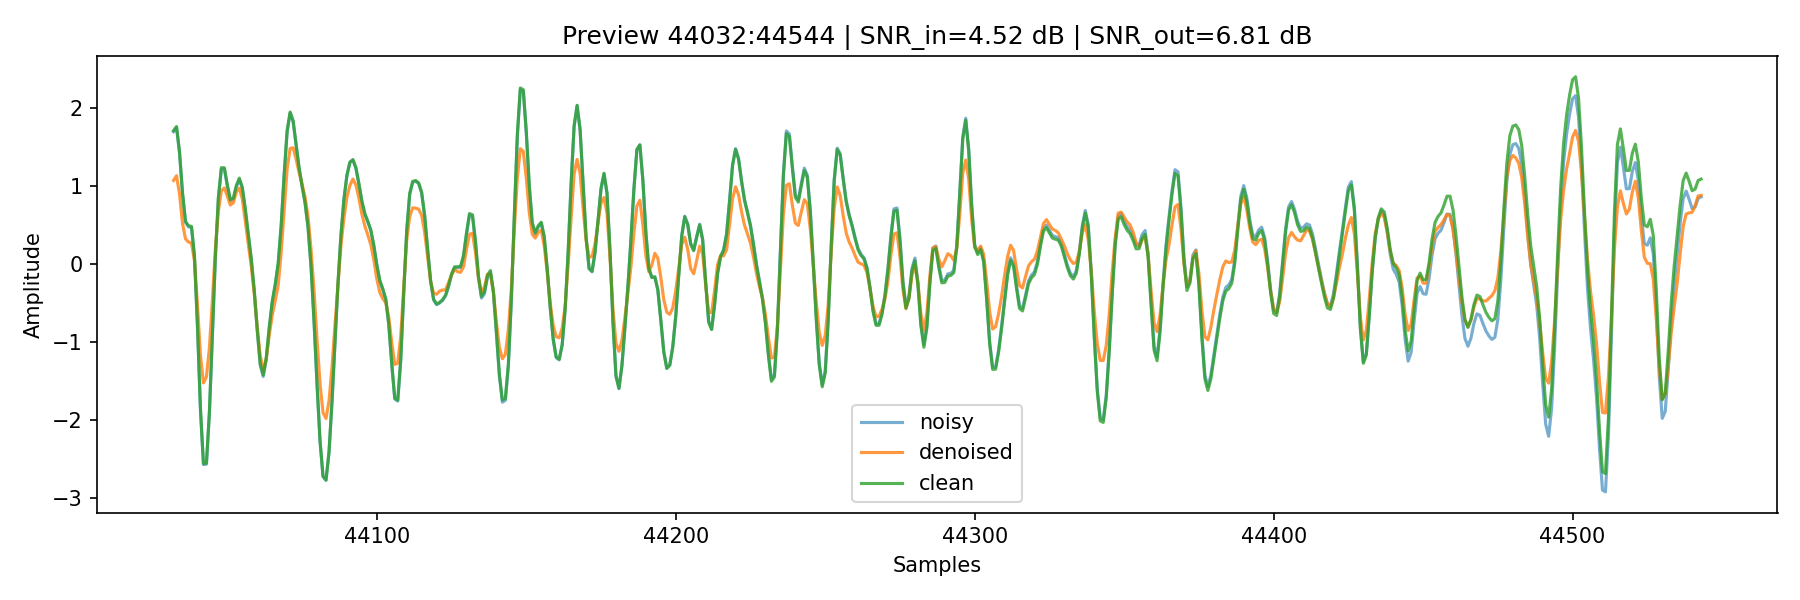 Preview 44032:44544 | SNR_in=4.52 dB | SNR_out=6.81 dB
Amplitude
2
1
0
−1
−2
−3
noisy
denoised
clean
44100 44200 44300 44400 44500
Samples